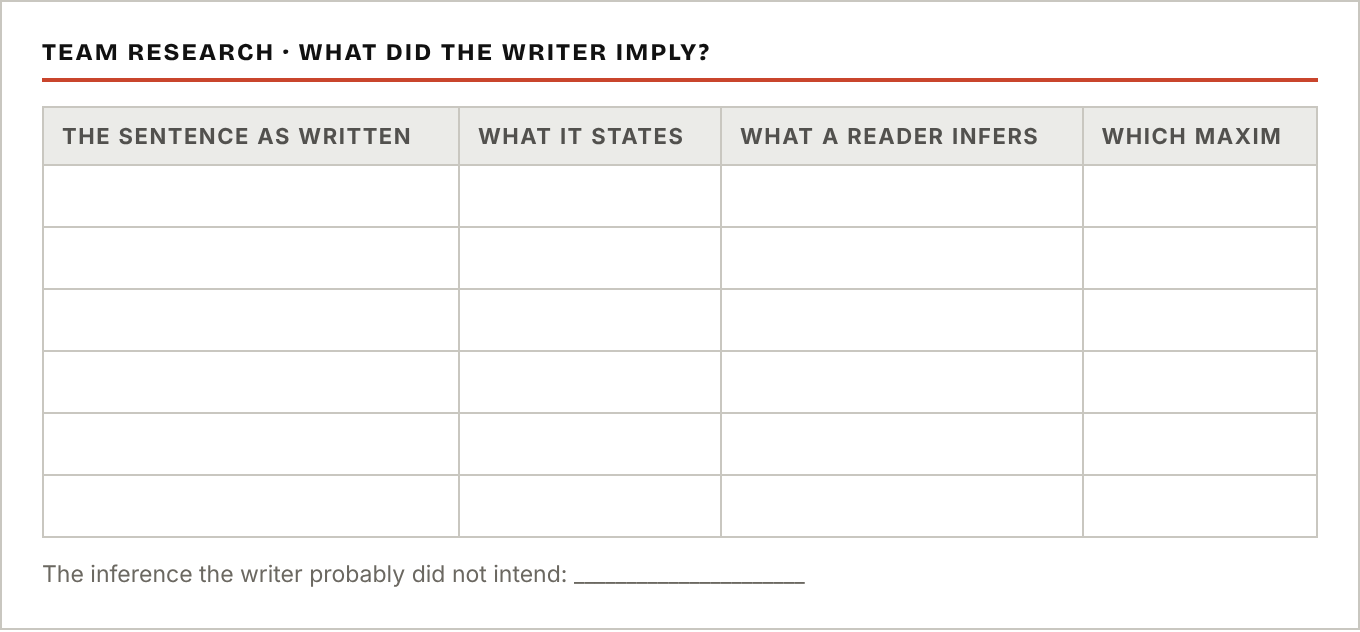 TEAM RESEARCH · WHAT DID THE WRITER IMPLY?
THE SENTENCE AS WRITTEN WHAT IT STATES WHAT A READER INFERS WHICH MAXIM
The inference the writer probably did not intend: ______________________